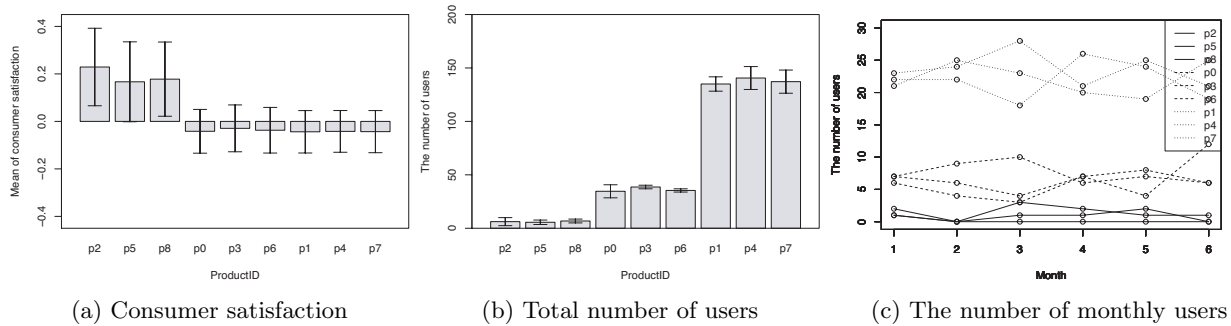 Mean of consumer satisfaction
0.4
0.2
0.0
-0.2
-0.4
p2 p5 p8 p0 p3 p6 p1 p4 p7
ProductID
(a) Consumer satisfaction
The number of users
200
150
100
50
0
p2 p5 p8 p0 p3 p6 p1 p4 p7
ProductID
(b) Total number of users
The number of users
30
25
20
15
10
5
0
1 2 3 4 5 6
Month
p2
p5
p8
p0
p3
p6
p1
p4
p7
(c) The number of monthly users